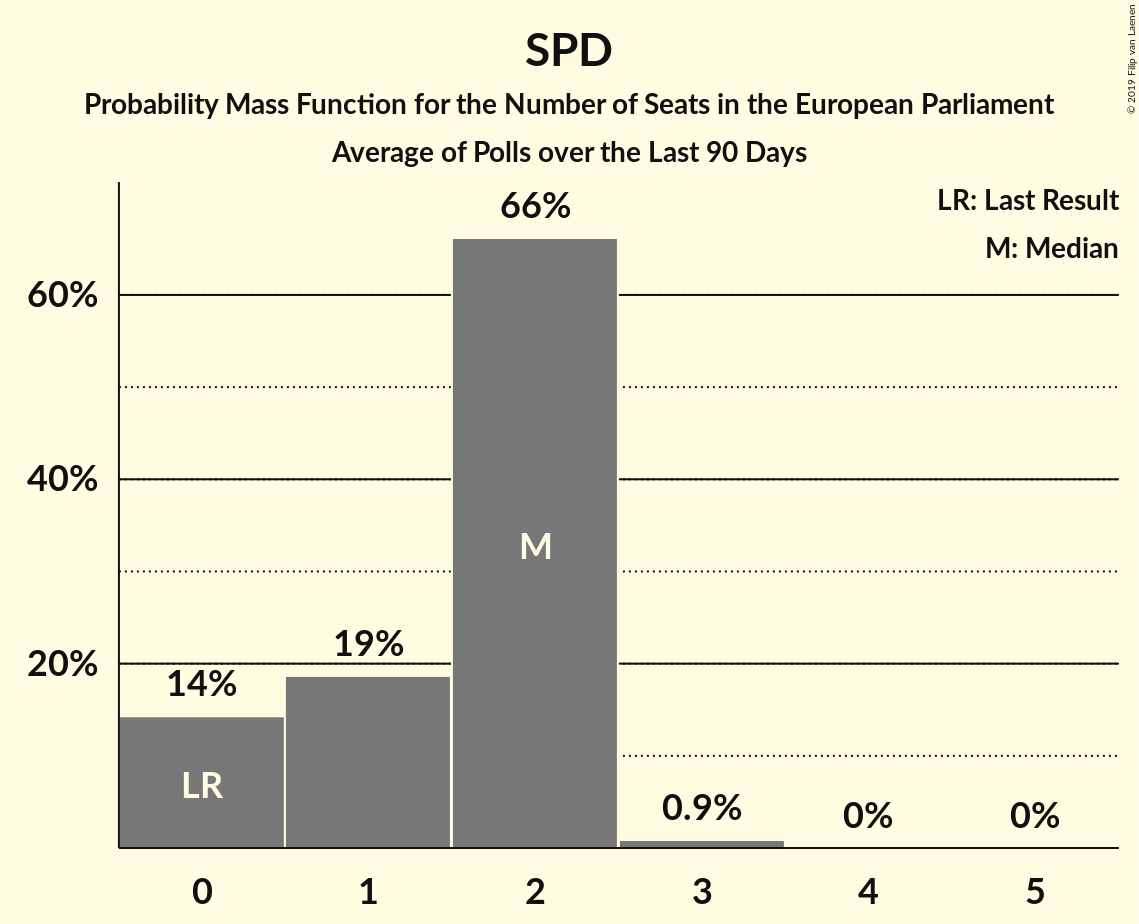 SPD
Probability Mass Function for the Number of Seats in the European Parliament
Average of Polls over the Last 90 Days
© 2019 Filip van Laenen
LR: Last Result
M: Median
66%
60%
40%
M
19%
20%
14%
LR
0.9%
0%
0%
0
1
2
3
4
5